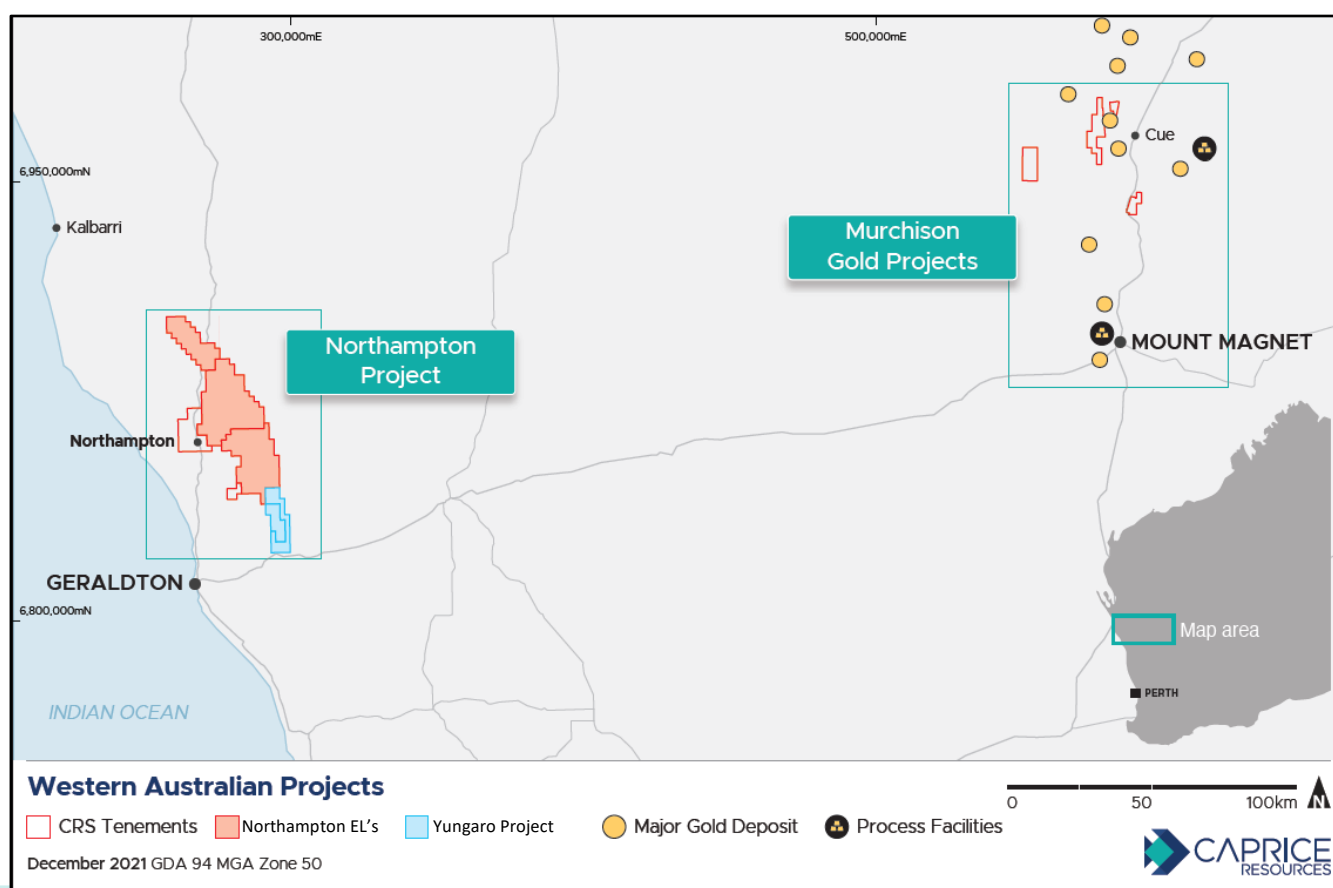 300,000mE
500,000mE
Cue
6,950,000mN
Kalbarri
Murchison
Gold Projects
Northampton
Project
MOUNT MAGNET
Northampton
GERALDTON
6,800,000mN
Map area
PERTH
INDIAN OCEAN
Western Australian Projects
0 50 100km N
CRS Tenements Northampton EL's Yungaro Project Major Gold Deposit Process Facilities
December 2021 GDA 94 MGA Zone 50
CAPRICE
RESOURCES